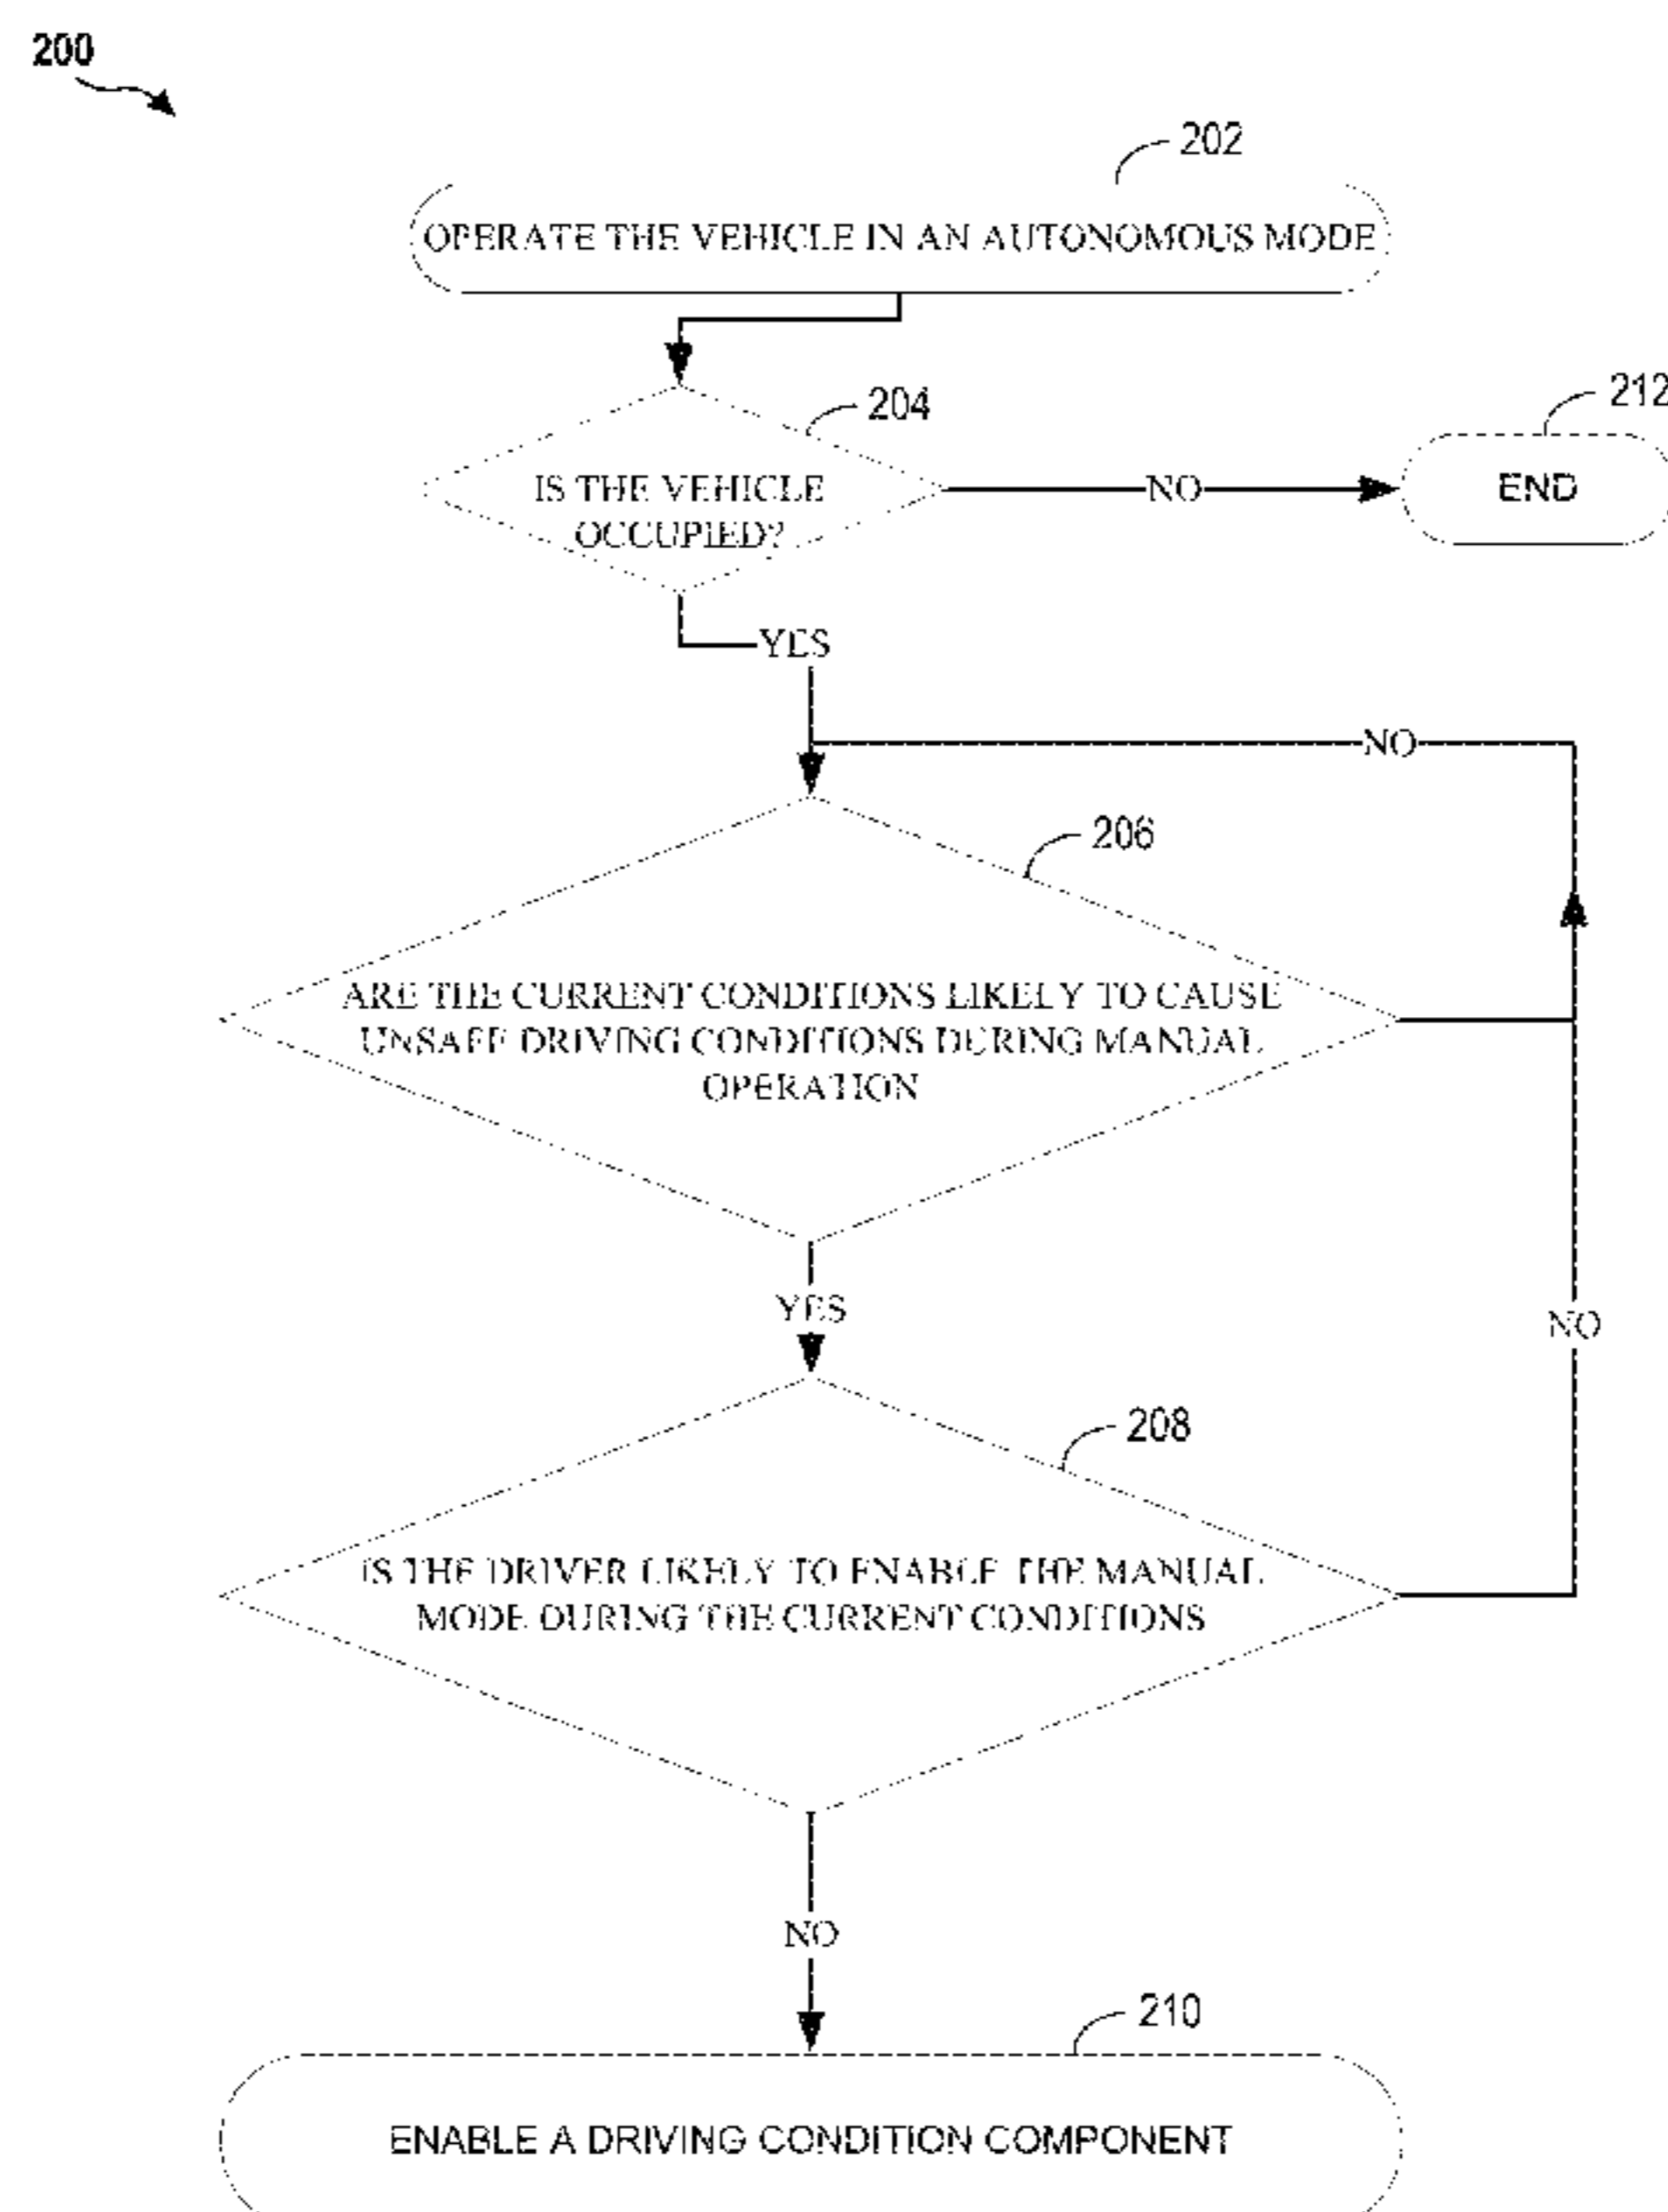 200
202
OPERATE THE VEHICLE IN AN AUTONOMOUS MODE
204
212
IS THE VEHICLE
OCCUPIED?
NO
END
YES
NO
206
ARE THE CURRENT CONDITIONS LIKELY TO CAUSE
UNSAFE DRIVING CONDITIONS DURING MANUAL
OPERATION
YES
NO
208
IS THE DRIVER LIKELY TO ENABLE THE MANUAL
MODE DURING THE CURRENT CONDITIONS
NO
210
ENABLE A DRIVING CONDITION COMPONENT